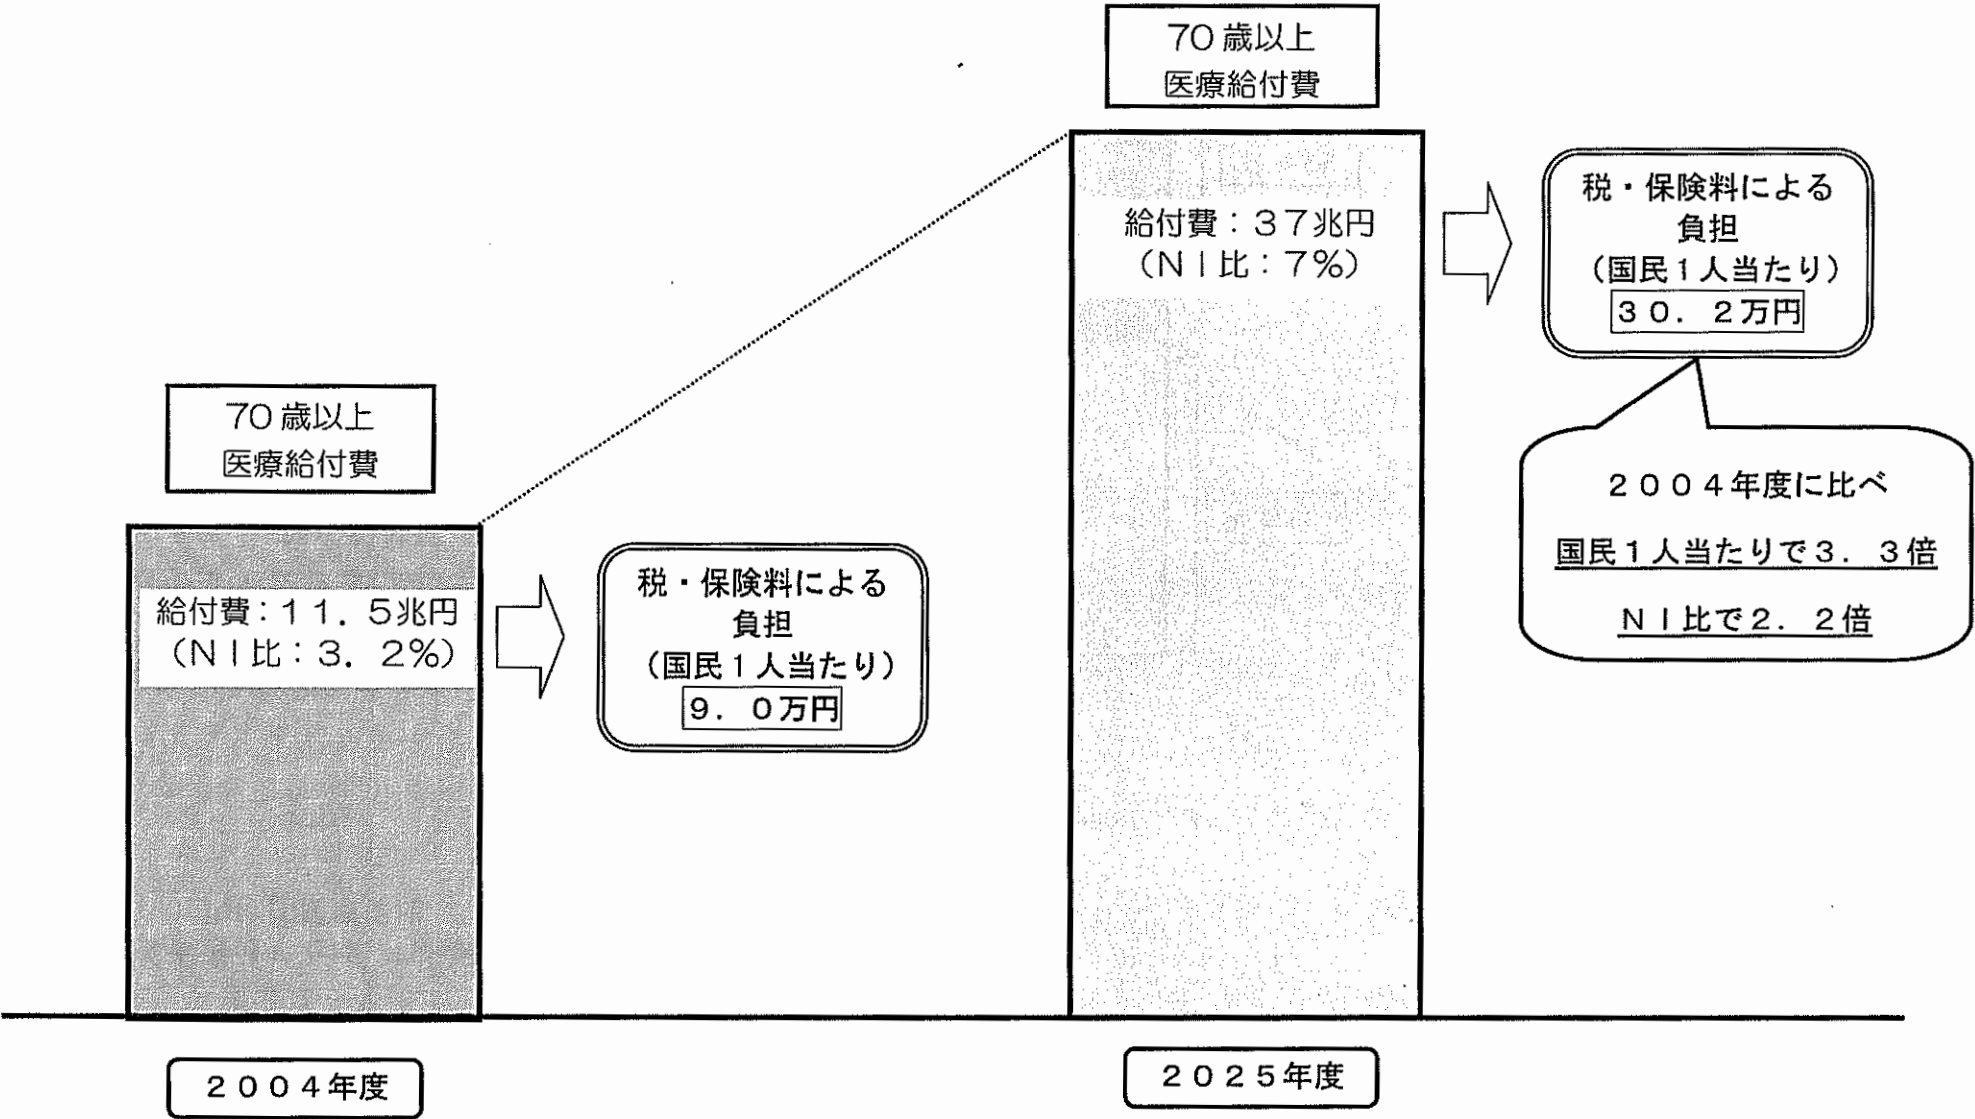 70歳以上
医療給付費
給付費：３７兆円
（ＮＩ比：７％）
税・保険料による
負担
（国民１人当たり）
３０．２万円
２００４年度に比べ
国民１人当たりで３．３倍
ＮＩ比で２．２倍
70歳以上
医療給付費
給付費：１１．５兆円
（ＮＩ比：３．２％）
税・保険料による
負担
（国民１人当たり）
９．０万円
２００４年度
２０２５年度